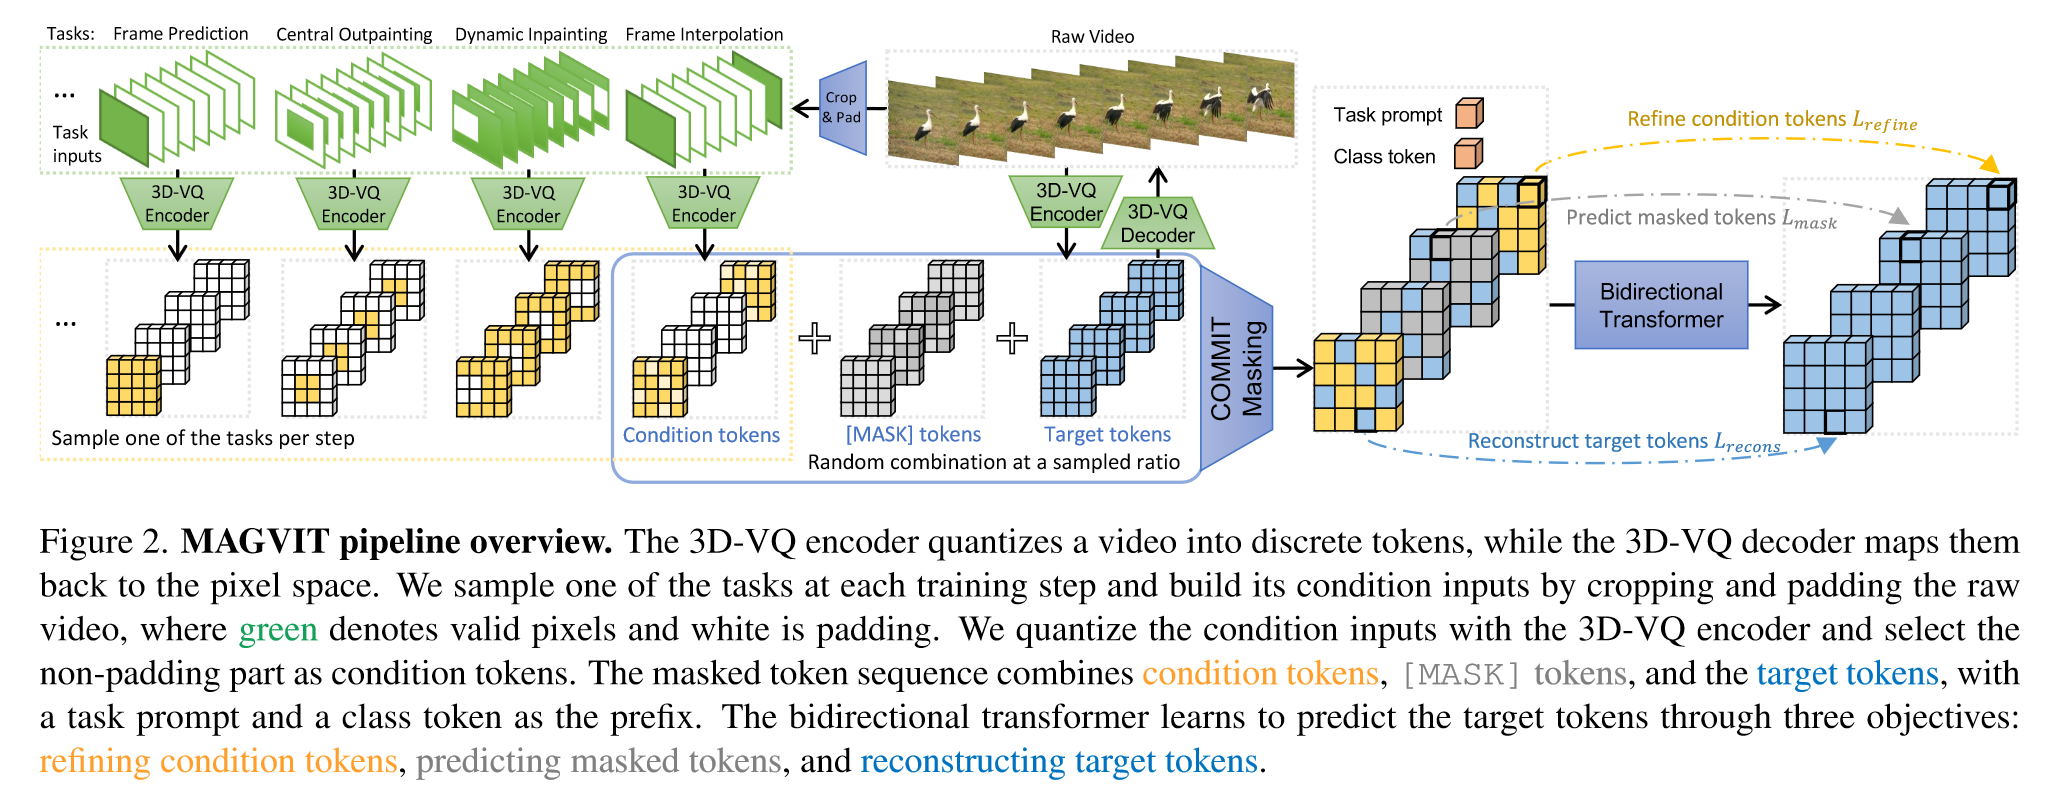 Tasks: Frame Prediction Central Outpainting Dynamic Inpainting Frame Interpolation
Raw Video
...
Task
inputs
Crop
& Pad
3D-VQ
Encoder
3D-VQ
Encoder
3D-VQ
Encoder
3D-VQ
Encoder
3D-VQ
Encoder
3D-VQ
Decoder
...
Sample one of the tasks per step
Condition tokens
[MASK] tokens
Target tokens
Random combination at a sampled ratio
COMMIT
Masking
Task prompt
Class token
Refine condition tokens L_refine
Predict masked tokens L_mask
Bidirectional
Transformer
Reconstruct target tokens L_recons
Figure 2. MAGVIT pipeline overview. The 3D-VQ encoder quantizes a video into discrete tokens, while the 3D-VQ decoder maps them
back to the pixel space. We sample one of the tasks at each training step and build its condition inputs by cropping and padding the raw
video, where green denotes valid pixels and white is padding. We quantize the condition inputs with the 3D-VQ encoder and select the
non-padding part as condition tokens. The masked token sequence combines condition tokens, [MASK] tokens, and the target tokens, with
a task prompt and a class token as the prefix. The bidirectional transformer learns to predict the target tokens through three objectives:
refining condition tokens, predicting masked tokens, and reconstructing target tokens.